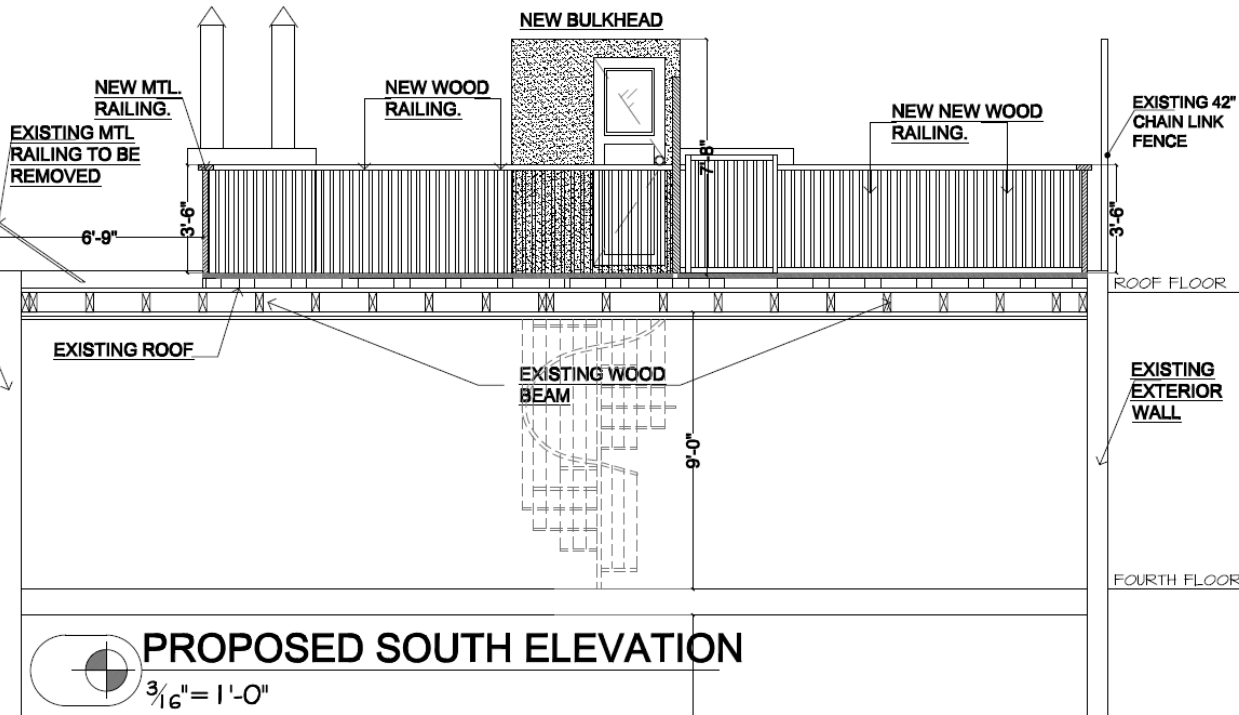 NEW BULKHEAD
NEW MTL.
RAILING.
NEW WOOD
RAILING.
NEW NEW WOOD
RAILING.
EXISTING 42"
CHAIN LINK
FENCE
EXISTING MTL
RAILING TO BE
REMOVED
7'-8"
3'-6"
6'-9"
3'-6"
ROOF FLOOR
EXISTING ROOF
EXISTING WOOD
BEAM
EXISTING
EXTERIOR
WALL
9'-0"
FOURTH FLOOR
PROPOSED SOUTH ELEVATION
3/16"= 1'-0"